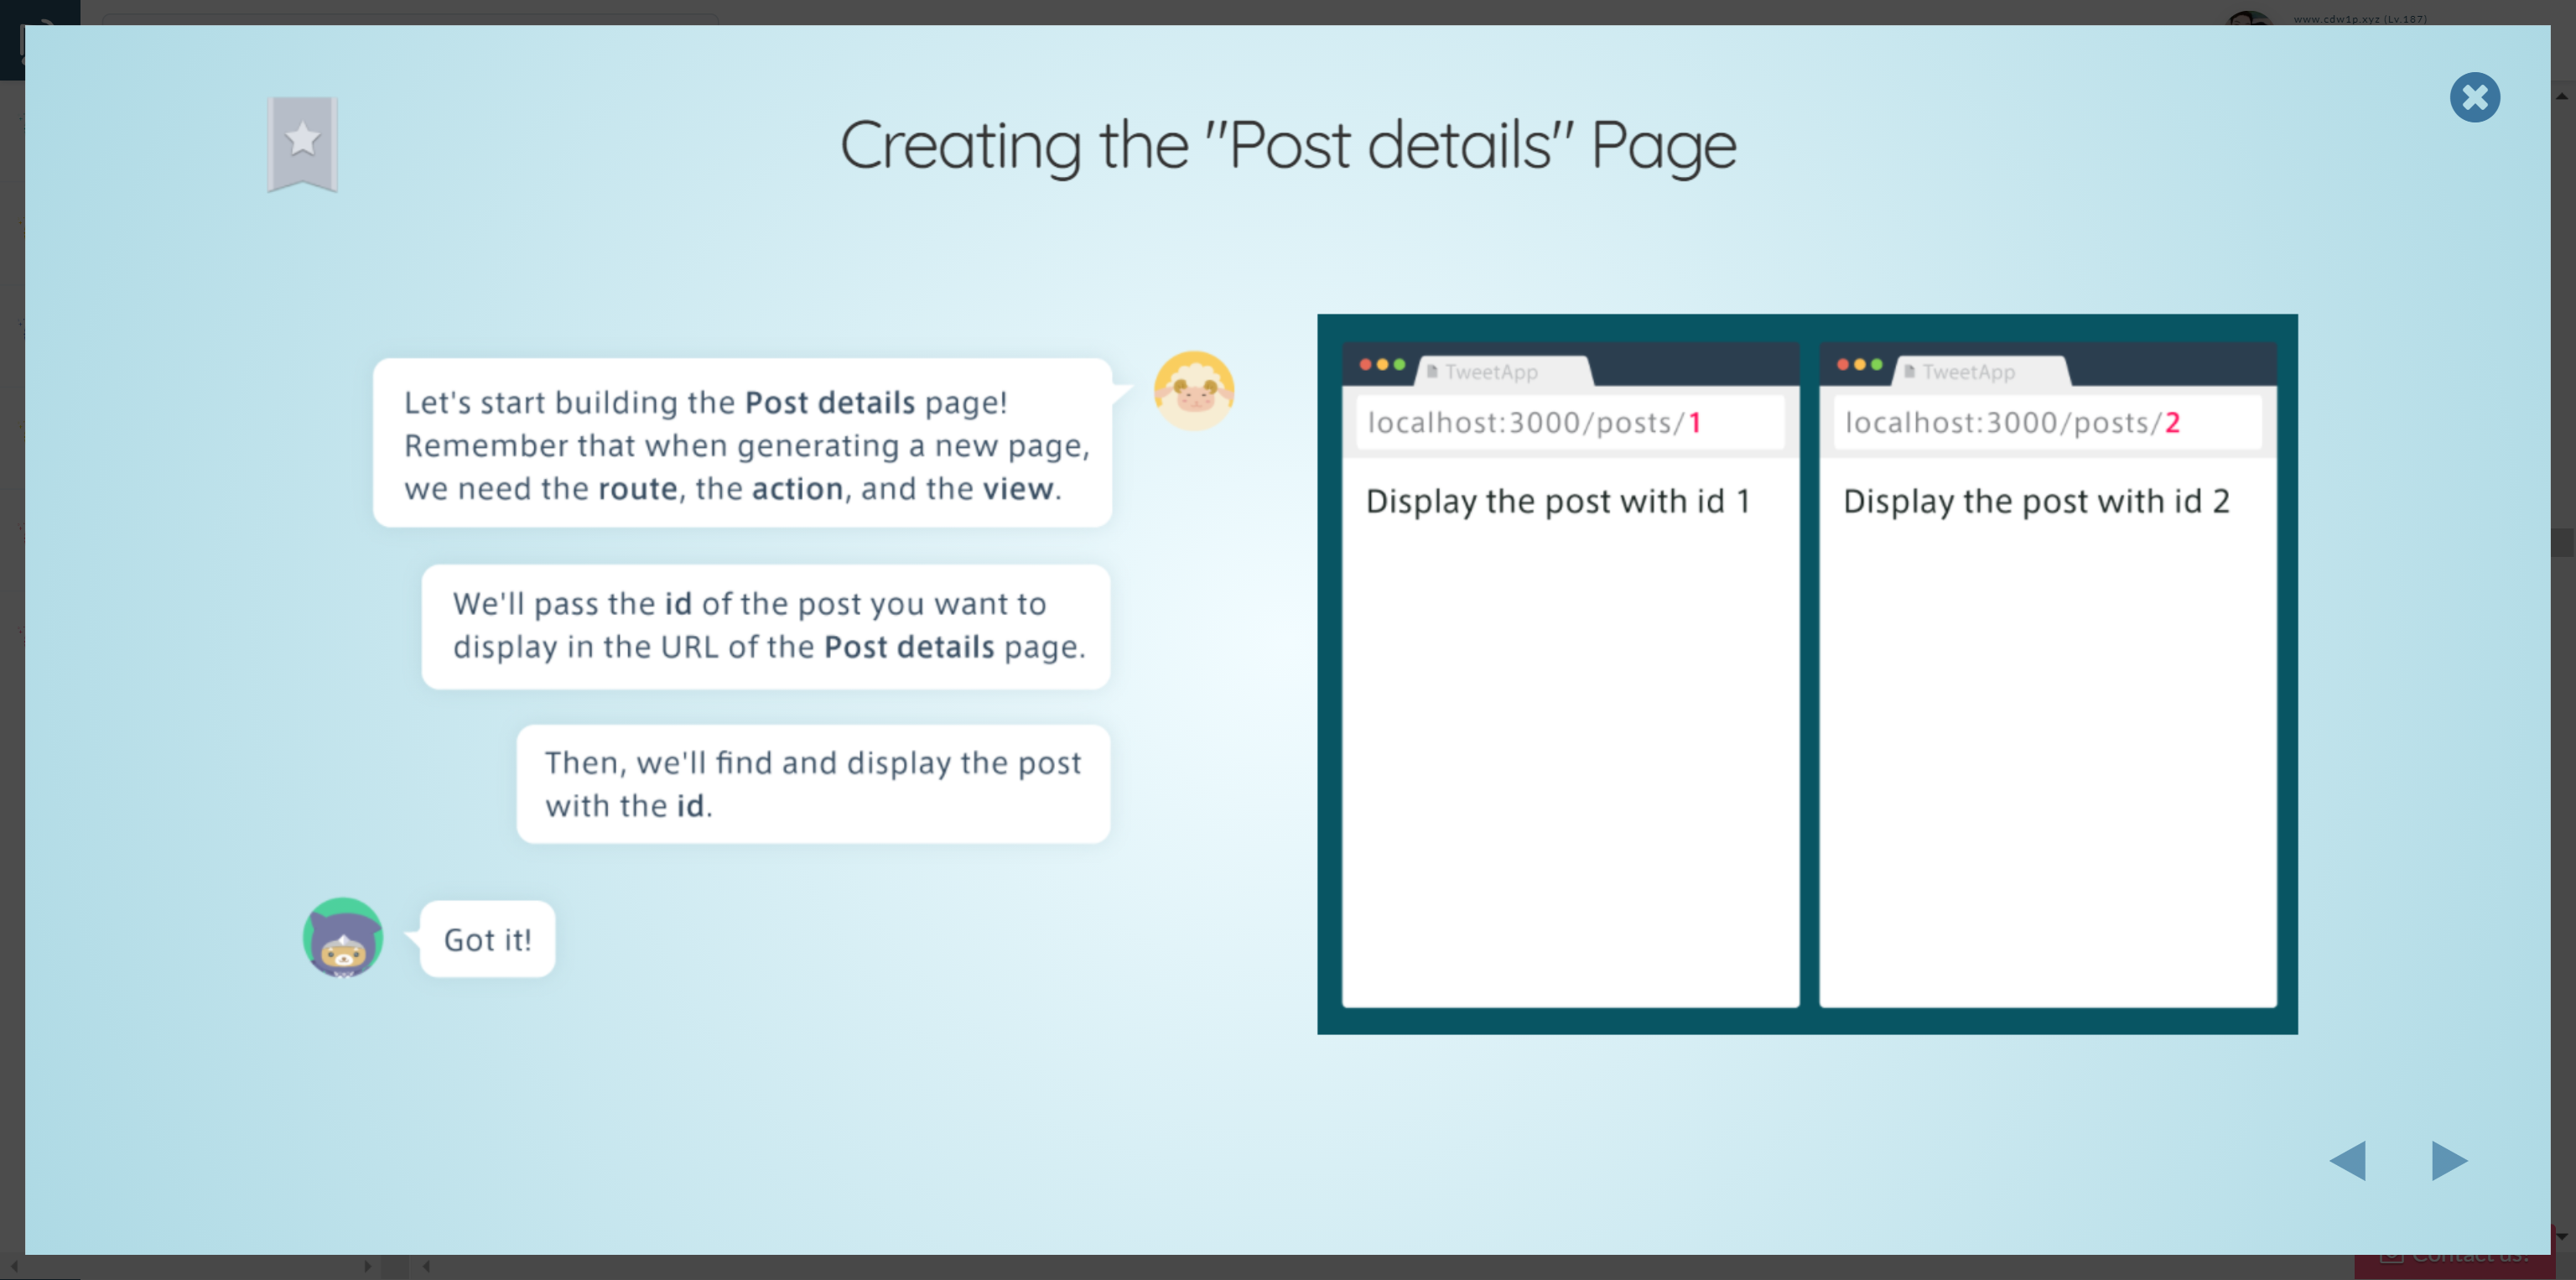 www.cdw1p.xyz (Lv.187)
Creating the "Post details" Page
Let's start building the Post details page!
Remember that when generating a new page,
we need the route, the action, and the view.
We'll pass the id of the post you want to
display in the URL of the Post details page.
Then, we'll find and display the post
with the id.
Got it!
TweetApp
localhost:3000/posts/1
Display the post with id 1
TweetApp
localhost:3000/posts/2
Display the post with id 2
Contact us!